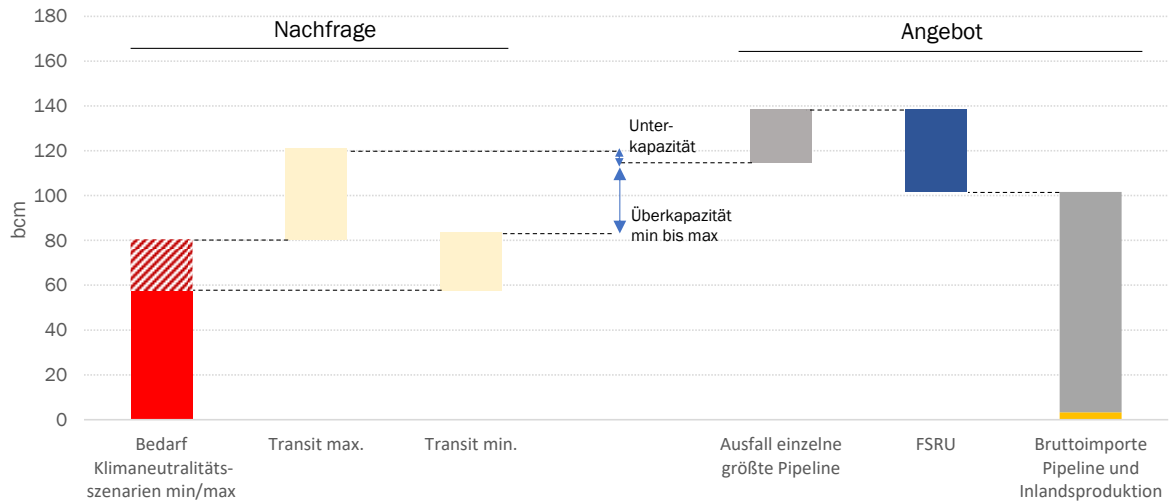 180
160
140
120
100
80
60
40
20
0
bcm
Nachfrage
Angebot
Unter-
kapazität
Überkapazität
min bis max
Bedarf
Klimaneutralitäts-
szenarien min/max
Transit max.
Transit min.
Ausfall einzelne
größte Pipeline
FSRU
Bruttoimporte
Pipeline und
Inlandsproduktion